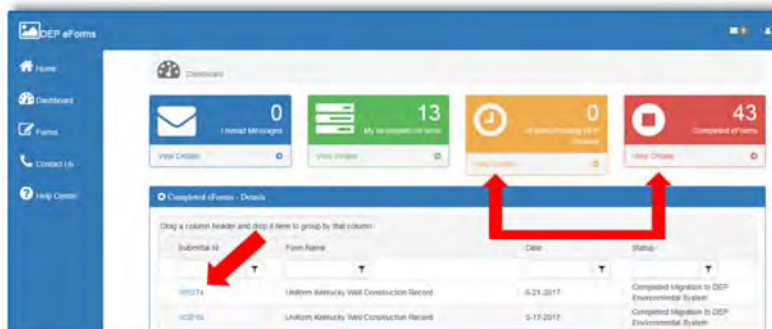 DEP eForms
Home
Dashboard
Dashboard
Forms
Contact Us
Help Center
0
Unread Messages
View Details
13
My Incomplete eForms
View Details
0
View Details
43
Completed eForms
View Details
Completed eForms - Details
Drag a column header and drop it here to group by that column
Submittal Id
Form Name
Date
Status
Uniform Kentucky Well Construction Record
6-21-2017
Completed Migration to DEP
Environmental System
Uniform Kentucky Well Construction Record
5-17-2017
Completed Migration to DEP
Environmental System